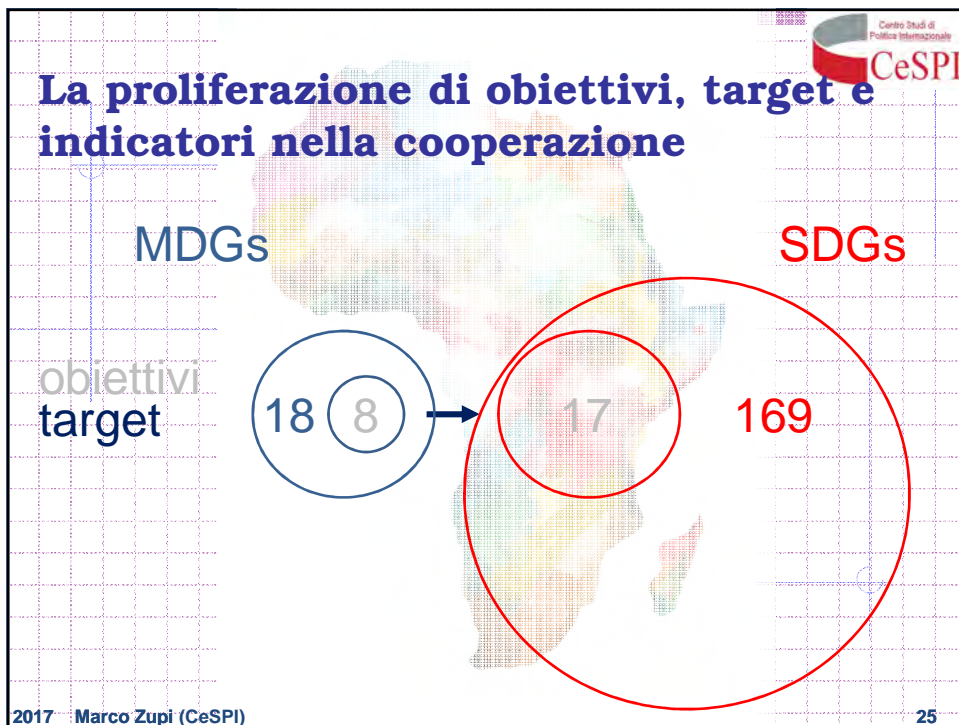 Centro Studi di
Politica Internazionale
CeSPI
La proliferazione di obiettivi, target e
indicatori nella cooperazione
MDGs
SDGs
obiettivi
target
18 8 17 169
2017 Marco Zupi (CeSPI) 25